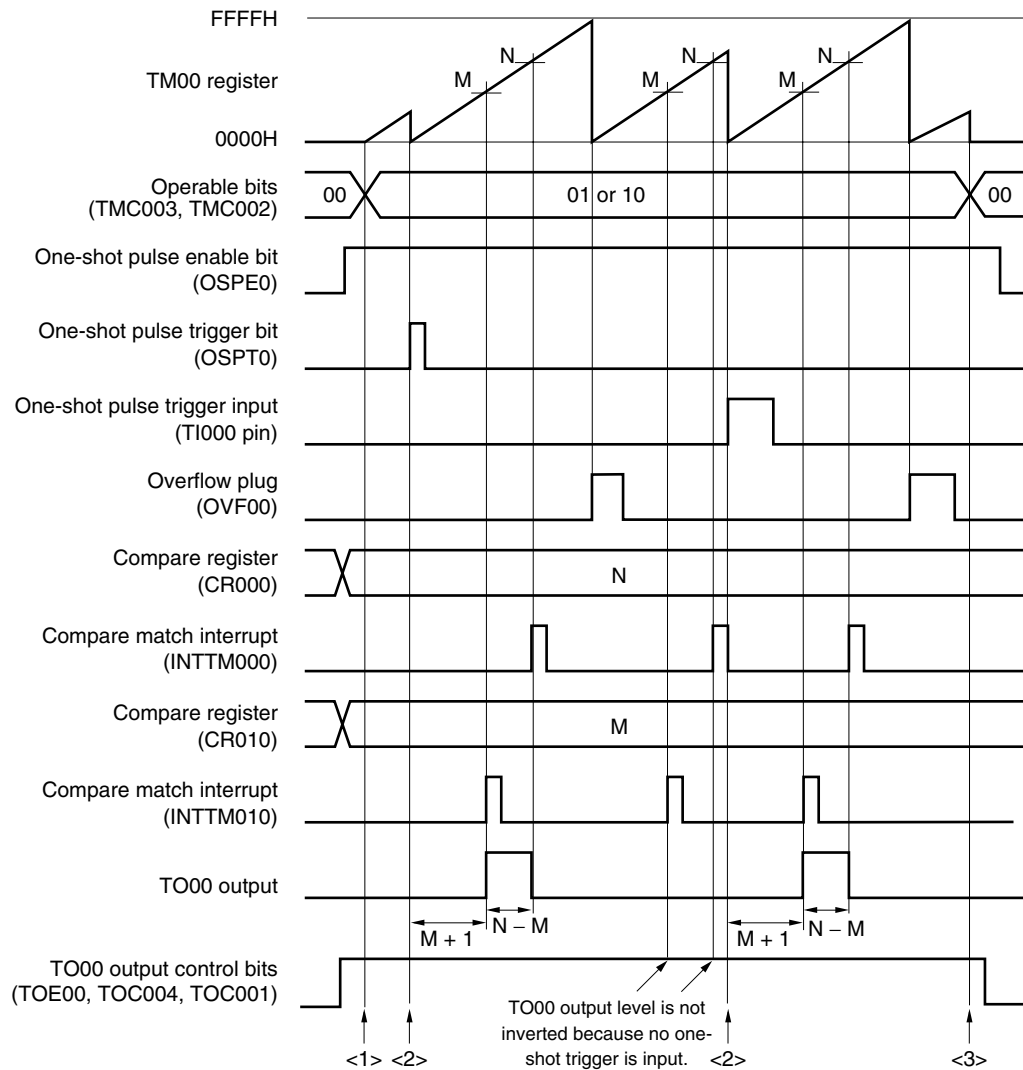 FFFFH
TM00 register
0000H
N
M
N
M
N
M
Operable bits
(TMC003, TMC002)
00
01 or 10
00
One-shot pulse enable bit
(OSPE0)
One-shot pulse trigger bit
(OSPT0)
One-shot pulse trigger input
(TI000 pin)
Overflow plug
(OVF00)
Compare register
(CR000)
N
Compare match interrupt
(INTTM000)
Compare register
(CR010)
M
Compare match interrupt
(INTTM010)
TO00 output
M + 1
N − M
M + 1
N − M
TO00 output control bits
(TOE00, TOC004, TOC001)
TO00 output level is not
inverted because no one-
shot trigger is input.
<1> <2>
<2>
<3>